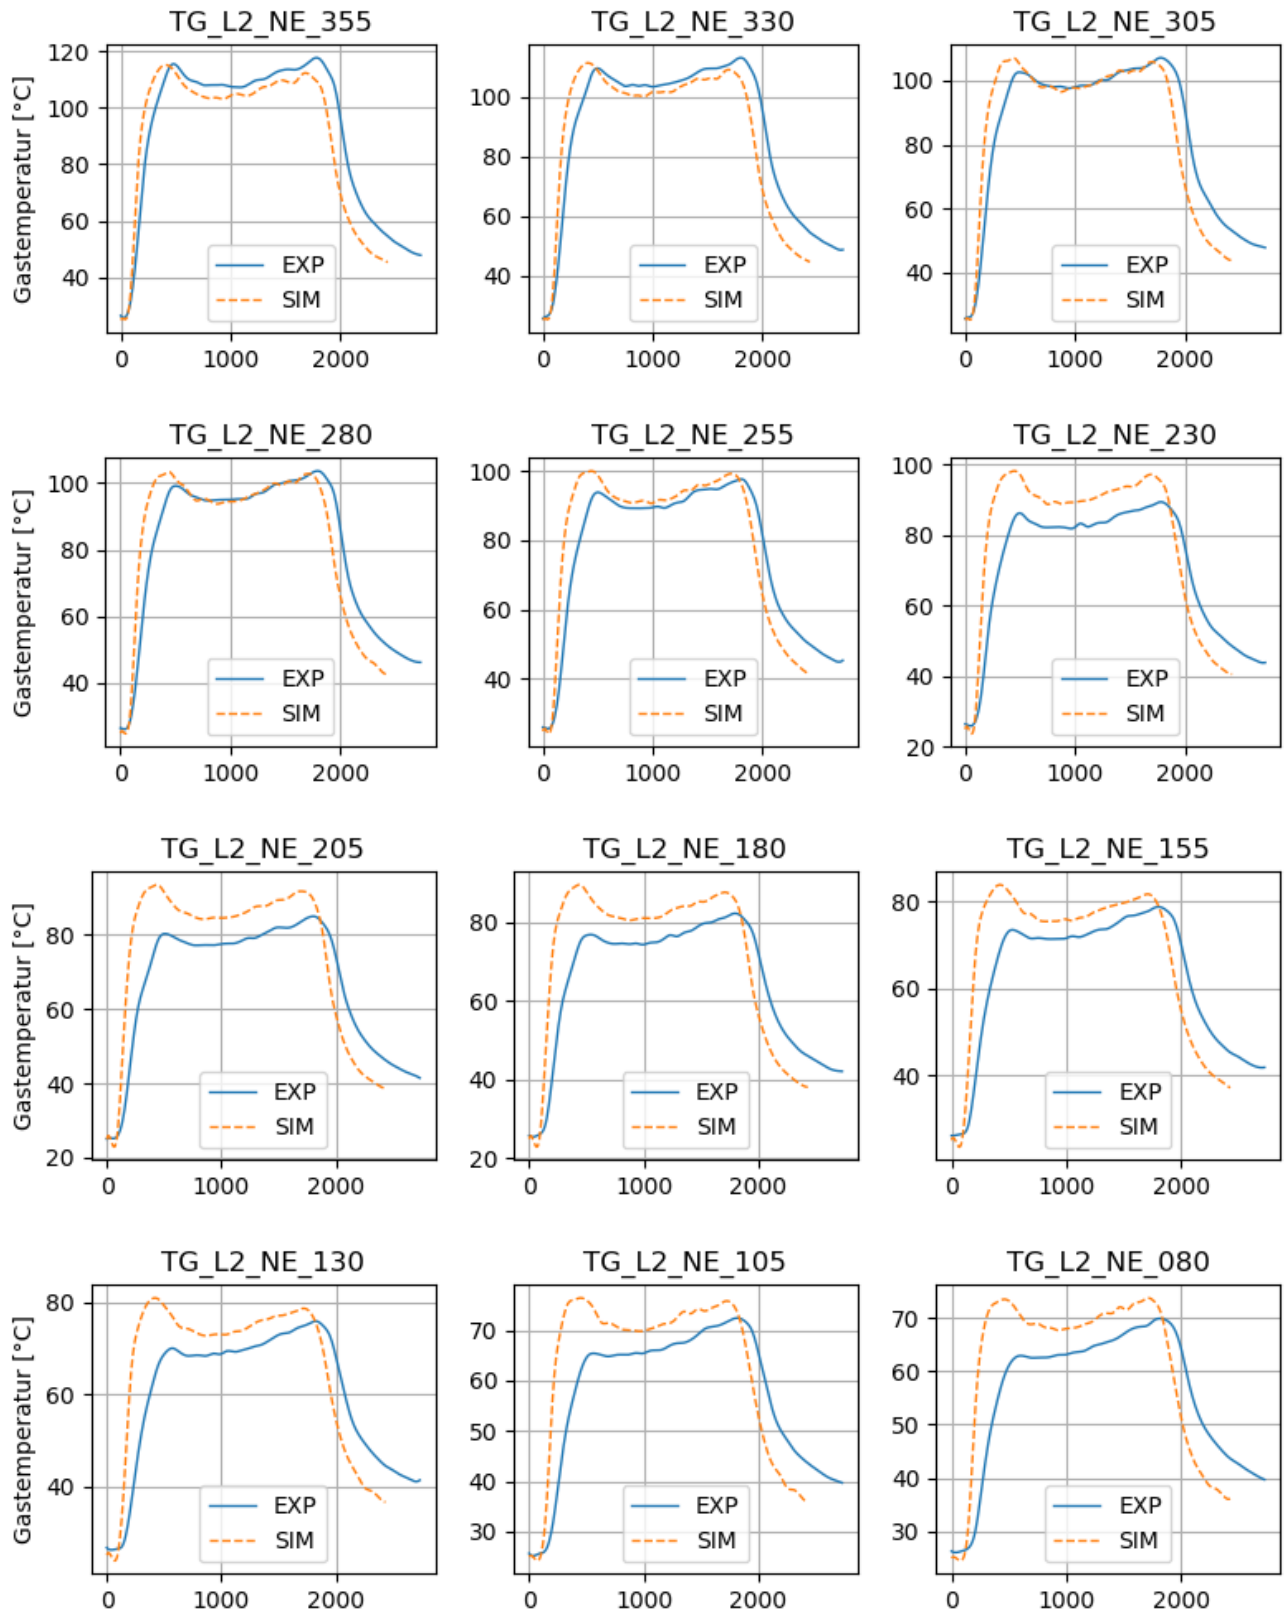 TG_L2_NE_355 TG_L2_NE_330 TG_L2_NE_305
Gastemperatur [°C]
120
100
80
60
40
0 1000 2000
EXP
SIM
100
80
60
40
0 1000 2000
EXP
SIM
100
80
60
40
0 1000 2000
EXP
SIM
TG_L2_NE_280 TG_L2_NE_255 TG_L2_NE_230
Gastemperatur [°C]
100
80
60
40
0 1000 2000
EXP
SIM
100
80
60
40
0 1000 2000
EXP
SIM
100
80
60
40
20
0 1000 2000
EXP
SIM
TG_L2_NE_205 TG_L2_NE_180 TG_L2_NE_155
Gastemperatur [°C]
80
60
40
20
0 1000 2000
EXP
SIM
80
60
40
20
0 1000 2000
EXP
SIM
80
60
40
0 1000 2000
EXP
SIM
TG_L2_NE_130 TG_L2_NE_105 TG_L2_NE_080
Gastemperatur [°C]
80
60
40
0 1000 2000
EXP
SIM
70
60
50
40
30
0 1000 2000
EXP
SIM
70
60
50
40
30
0 1000 2000
EXP
SIM